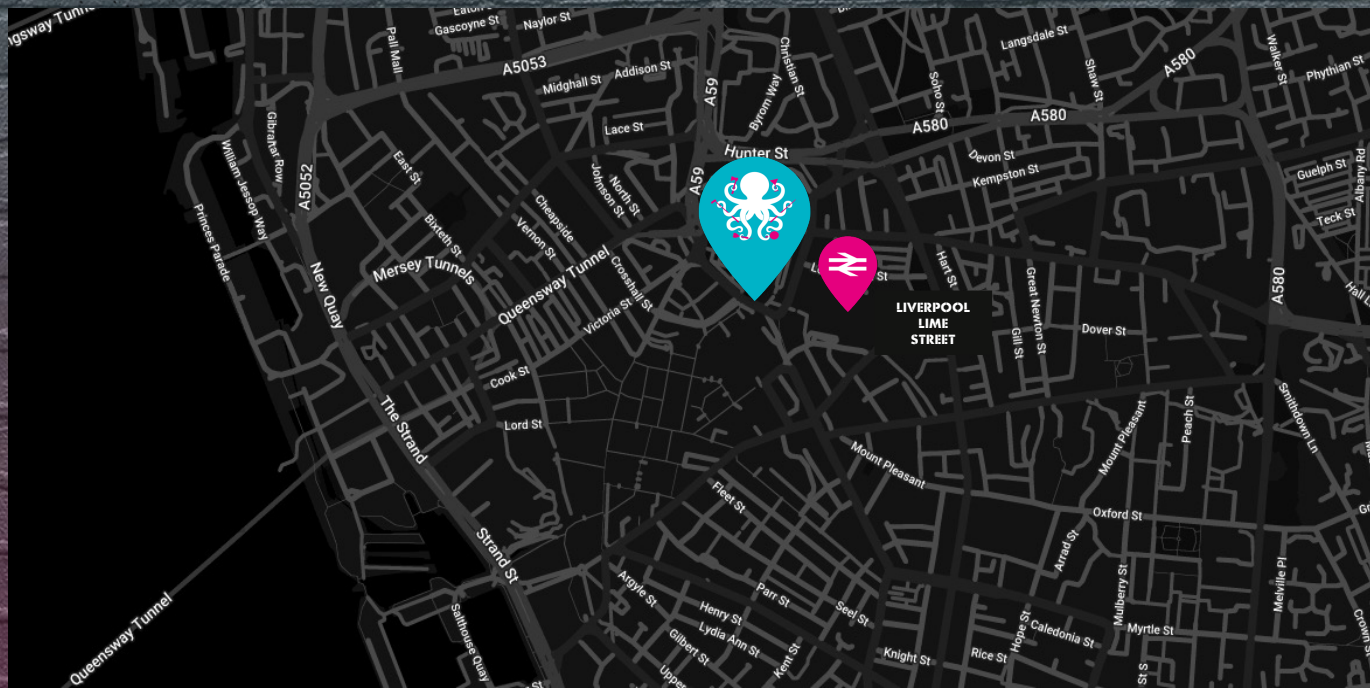 Pall Mall
Gascoyne St
Naylor St
A5053
Midghall St
Addison St
A59
Christian St
Byrom Way
Langsdale St
Soho St
Shaw St
A580
Walker St
Phythian St
A580
A580
Lace St
Hunter St
Gibraltar Row
William Jessop Way
A5052
East St
Johnson St
North St
A59
Devon St
Kempston St
Guelph St
Albany Rd
Teck St
Princes Parade
Bixteth St
Cheapside
Vernon St
Mersey Tunnels
Queensway Tunnel
Crosshall St
Victoria St
New Quay
Hart St
Great Newton St
Gill St
Dover St
A580
LIVERPOOL
LIME
STREET
Cook St
Lord St
The Strand
Mount Pleasant
Mount Pleasant
Peach St
Smithdown Ln
Fleet St
Oxford St
Strand St
Arrad St
Argyle St
Parr St
Henry St
Seel St
Lydia Ann St
Gilbert St
Kent St
Knight St
Rice St
Hope St
Caledonia St
Mulberry St
Myrtle St
Melville Pl
Salthouse Quay
Queensway Tunnel
Upper